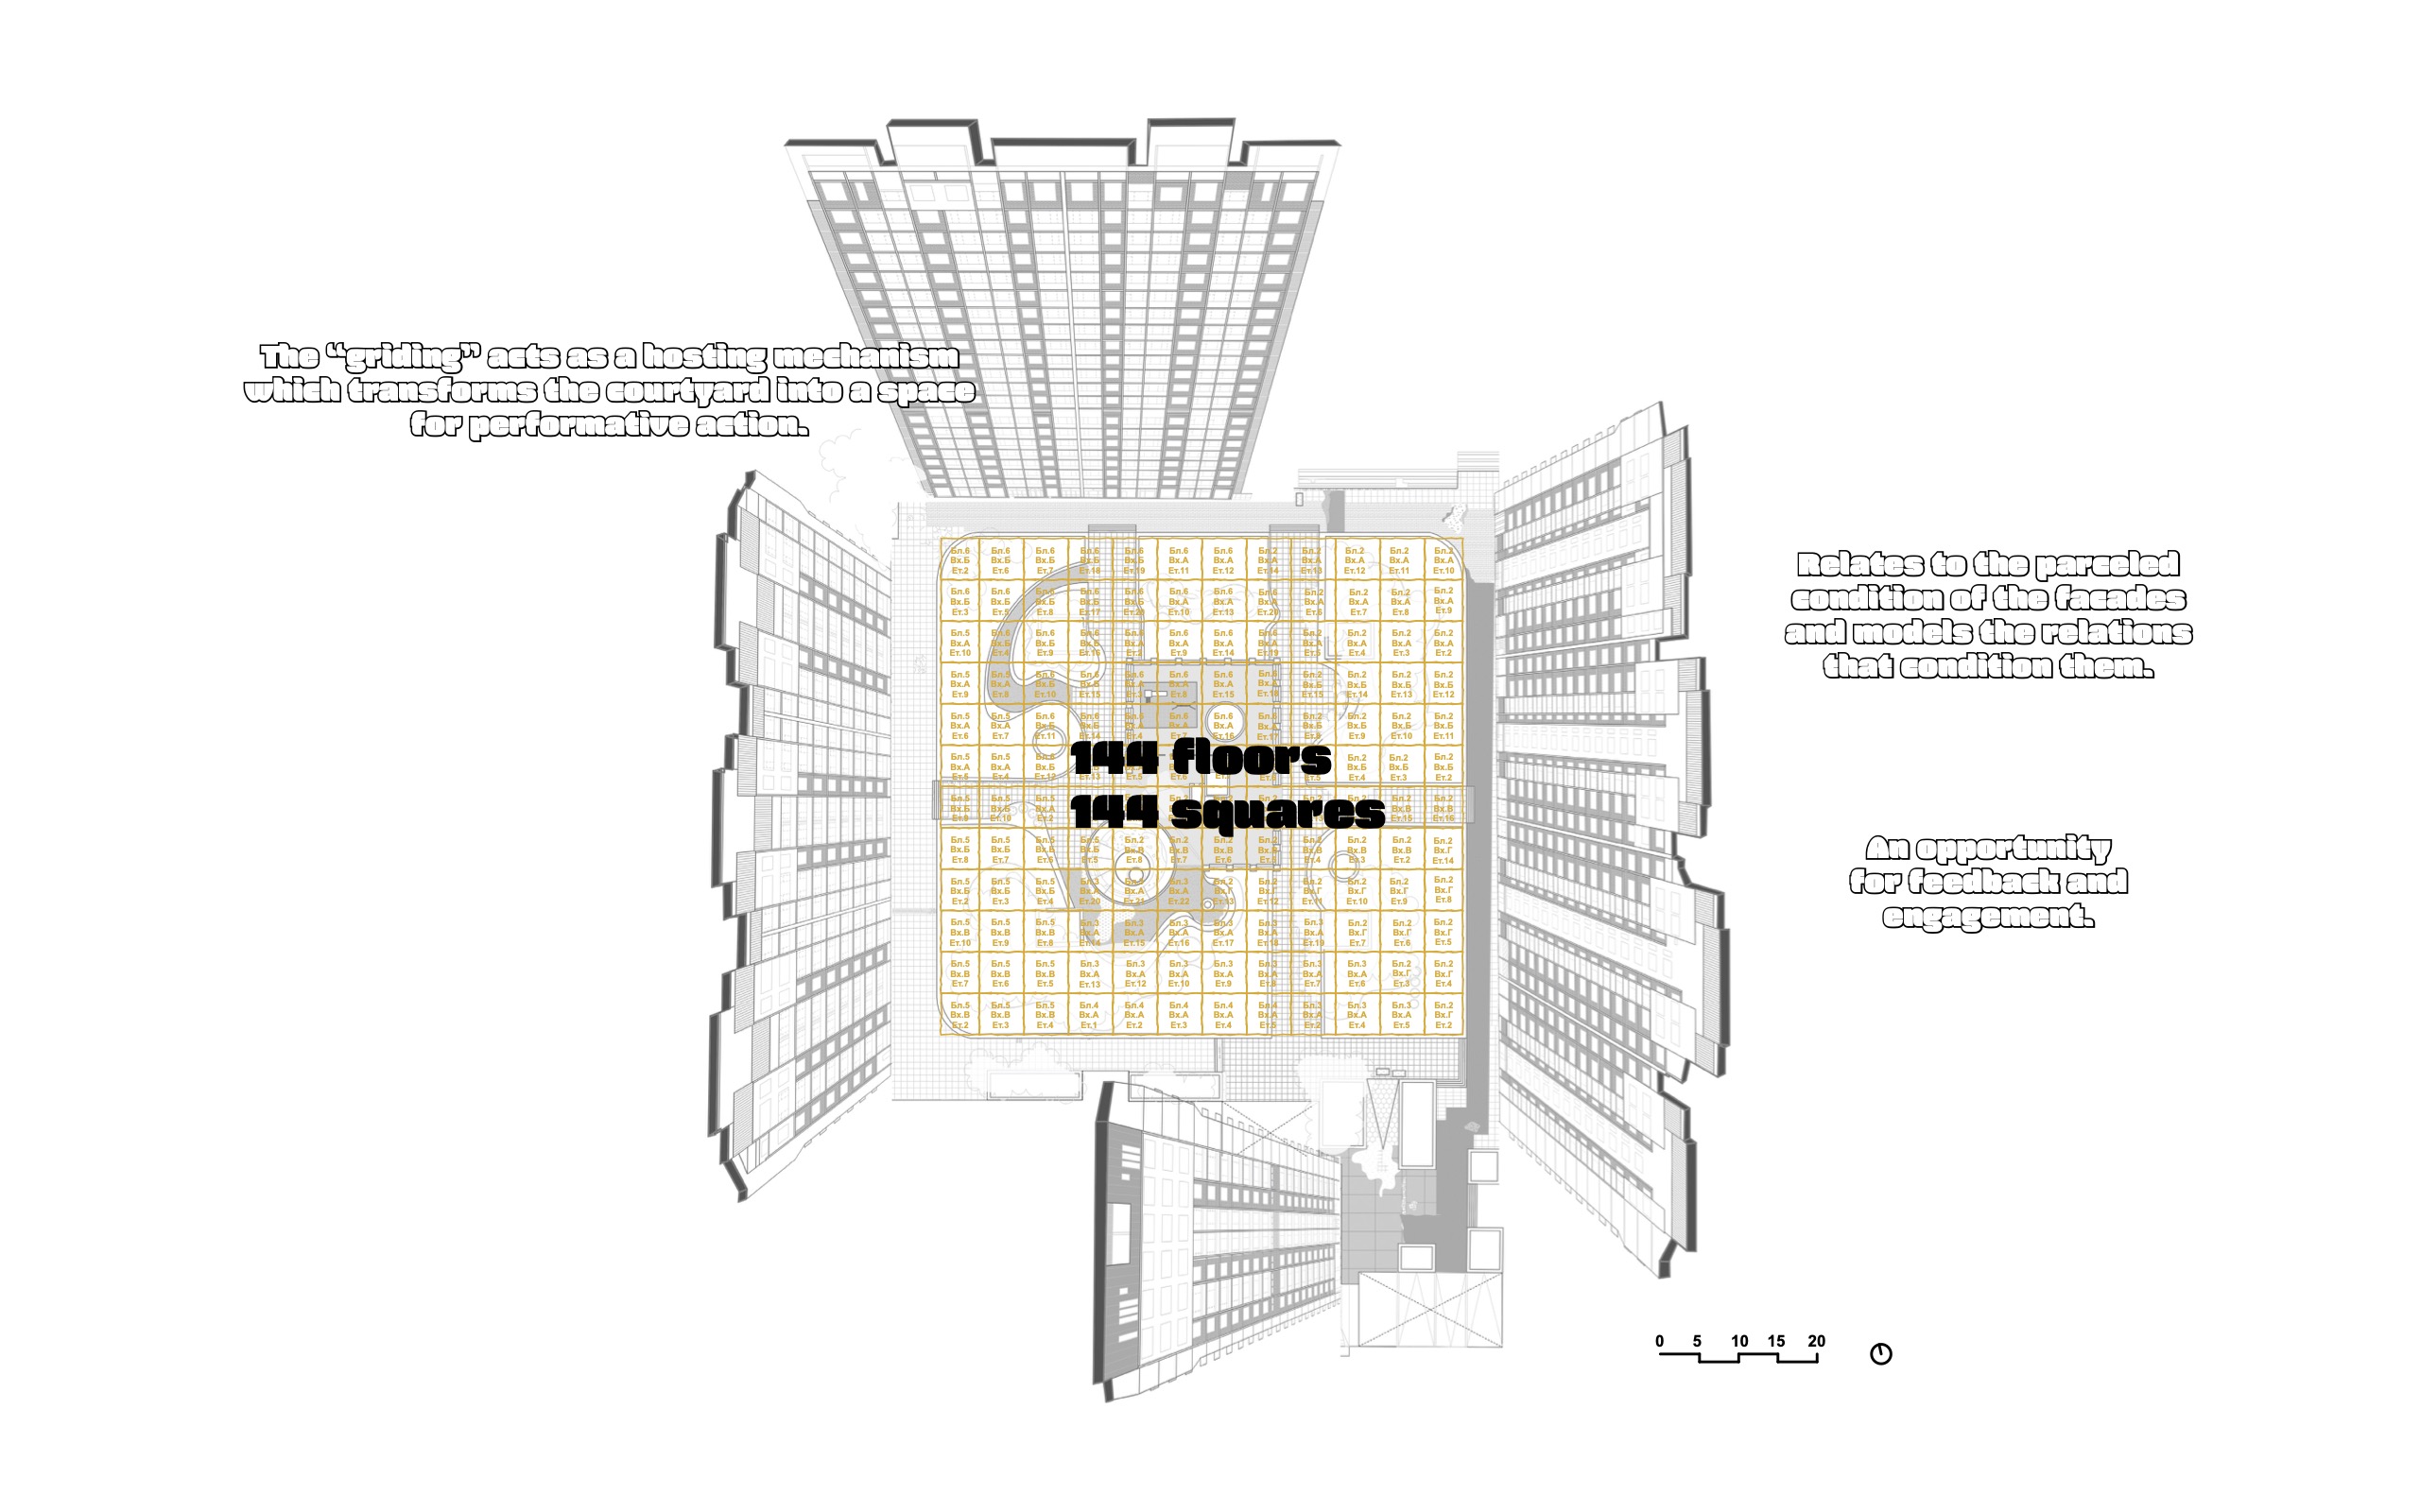 The “griding” acts as a hosting mechanism
which transforms the courtyard into a space
for performative action.
Relates to the parceled
condition of the facades
and models the relations
that condition them.
An opportunity
for feedback and
engagement.
Бл.6 Бл.6 Бл.6 Бл.6 Бл.6 Бл.6 Бл.6 Бл.2 Бл.2 Бл.2 Бл.2 Бл.2
Вх.Б Вх.Б Вх.Б Вх.Б Вх.Б Вх.А Вх.А Вх.А Вх.А Вх.А Вх.А Вх.А
Ет.2 Ет.6 Ет.7 Ет.18 Ет.19 Ет.11 Ет.12 Ет.14 Ет.13 Ет.12 Ет.11 Ет.10
Бл.6 Бл.6 Бл.6 Бл.6 Бл.6 Бл.6 Бл.6 Бл.6 Бл.2 Бл.2 Бл.2 Бл.2
Вх.Б Вх.Б Вх.Б Вх.Б Вх.Б Вх.А Вх.А Вх.А Вх.А Вх.А Вх.А Вх.А
Ет.3 Ет.5 Ет.8 Ет.17 Ет.20 Ет.10 Ет.13 Ет.20 Ет.6 Ет.7 Ет.8 Ет.9
Бл.5 Бл.6 Бл.6 Бл.6 Бл.6 Бл.6 Бл.6 Бл.6 Бл.2 Бл.2 Бл.2 Бл.2
Вх.А Вх.Б Вх.Б Вх.Б Вх.А Вх.А Вх.А Вх.А Вх.А Вх.А Вх.А Вх.А
Ет.10 Ет.4 Ет.9 Ет.16 Ет.2 Ет.9 Ет.14 Ет.19 Ет.5 Ет.4 Ет.3 Ет.2
Бл.5 Бл.5 Бл.6 Бл.6 Бл.6 Бл.6 Бл.6 Бл.6 Бл.2 Бл.2 Бл.2 Бл.2
Вх.А Вх.А Вх.Б Вх.Б Вх.А Вх.А Вх.А Вх.А Вх.Б Вх.Б Вх.Б Вх.Б
Ет.9 Ет.8 Ет.10 Ет.15 Ет.3 Ет.8 Ет.15 Ет.18 Ет.15 Ет.14 Ет.13 Ет.12
Бл.5 Бл.5 Бл.6 Бл.6 Бл.6 Бл.6 Бл.6 Бл.6 Бл.2 Бл.2 Бл.2 Бл.2
Вх.А Вх.А Вх.Б Вх.Б Вх.А Вх.А Вх.А Вх.А Вх.Б Вх.Б Вх.Б Вх.Б
Ет.6 Ет.7 Ет.11 Ет.14 Ет.4 Ет.7 Ет.16 Ет.17 Ет.8 Ет.9 Ет.10 Ет.11
144 floors
Бл.5 Бл.5 Бл.6 Бл.2 Бл.2 Бл.2
Вх.А Вх.А Вх.Б Вх.Б Вх.Б Вх.Б
Ет.5 Ет.4 Ет.12 Ет.13 Ет.5 Ет.6 Ет.5 Ет.4 Ет.3 Ет.2
144 squares
Бл.5 Бл.5 Бл.5 Бл.2 Бл.2
Вх.Б Вх.Б Вх.А Вх.В Вх.В
Ет.9 Ет.10 Ет.2 Ет.15 Ет.16
Бл.5 Бл.5 Бл.5 Бл.5 Бл.2 Бл.2 Бл.2 Бл.2 Бл.2 Бл.2 Бл.2 Бл.2
Вх.Б Вх.Б Вх.Б Вх.Б Вх.В Вх.В Вх.В Вх.В Вх.В Вх.В Вх.В Вх.Г
Ет.8 Ет.7 Ет.6 Ет.5 Ет.8 Ет.7 Ет.6 Ет.5 Ет.4 Ет.3 Ет.2 Ет.14
Бл.5 Бл.5 Бл.5 Бл.3 Бл.3 Бл.3 Бл.2 Бл.2 Бл.2 Бл.2 Бл.2 Бл.2
Вх.Б Вх.Б Вх.Б Вх.А Вх.А Вх.А Вх.Г Вх.Г Вх.Г Вх.Г Вх.Г Вх.Г
Ет.2 Ет.3 Ет.4 Ет.20 Ет.21 Ет.22 Ет.13 Ет.12 Ет.11 Ет.10 Ет.9 Ет.8
Бл.5 Бл.5 Бл.5 Бл.3 Бл.3 Бл.3 Бл.3 Бл.3 Бл.3 Бл.2 Бл.2 Бл.2
Вх.В Вх.В Вх.В Вх.А Вх.А Вх.А Вх.А Вх.А Вх.А Вх.Г Вх.Г Вх.Г
Ет.10 Ет.9 Ет.8 Ет.14 Ет.15 Ет.16 Ет.17 Ет.18 Ет.19 Ет.7 Ет.6 Ет.5
Бл.5 Бл.5 Бл.5 Бл.3 Бл.3 Бл.3 Бл.3 Бл.3 Бл.3 Бл.3 Бл.2 Бл.2
Вх.В Вх.В Вх.В Вх.А Вх.А Вх.А Вх.А Вх.А Вх.А Вх.А Вх.Г Вх.Г
Ет.7 Ет.6 Ет.5 Ет.13 Ет.12 Ет.10 Ет.9 Ет.8 Ет.7 Ет.6 Ет.3 Ет.4
Бл.5 Бл.5 Бл.5 Бл.4 Бл.4 Бл.4 Бл.4 Бл.4 Бл.3 Бл.3 Бл.3 Бл.2
Вх.В Вх.В Вх.В Вх.А Вх.А Вх.А Вх.А Вх.А Вх.А Вх.А Вх.А Вх.Г
Ет.2 Ет.3 Ет.4 Ет.1 Ет.2 Ет.3 Ет.4 Ет.5 Ет.2 Ет.4 Ет.5 Ет.2
0 5 10 15 20